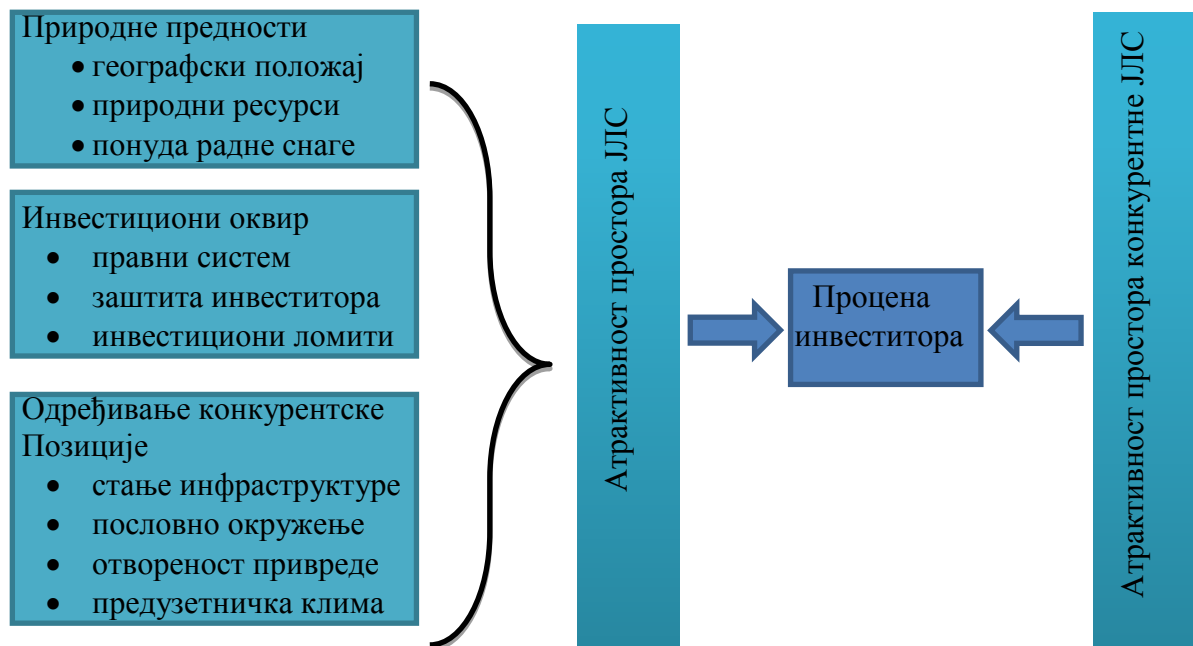 Природне предности
• географски положај
• природни ресурси
• понуда радне снаге
Инвестициони оквир
• правни систем
• заштита инвеститора
• инвестициони ломити
Одређивање конкурентске
Позиције
• стање инфраструктуре
• пословно окружење
• отвореност привреде
• предузетничка клима
Атрактивност простора ЈЛС
Процена
инвеститора
Атрактивност простора конкурентне ЈЛС